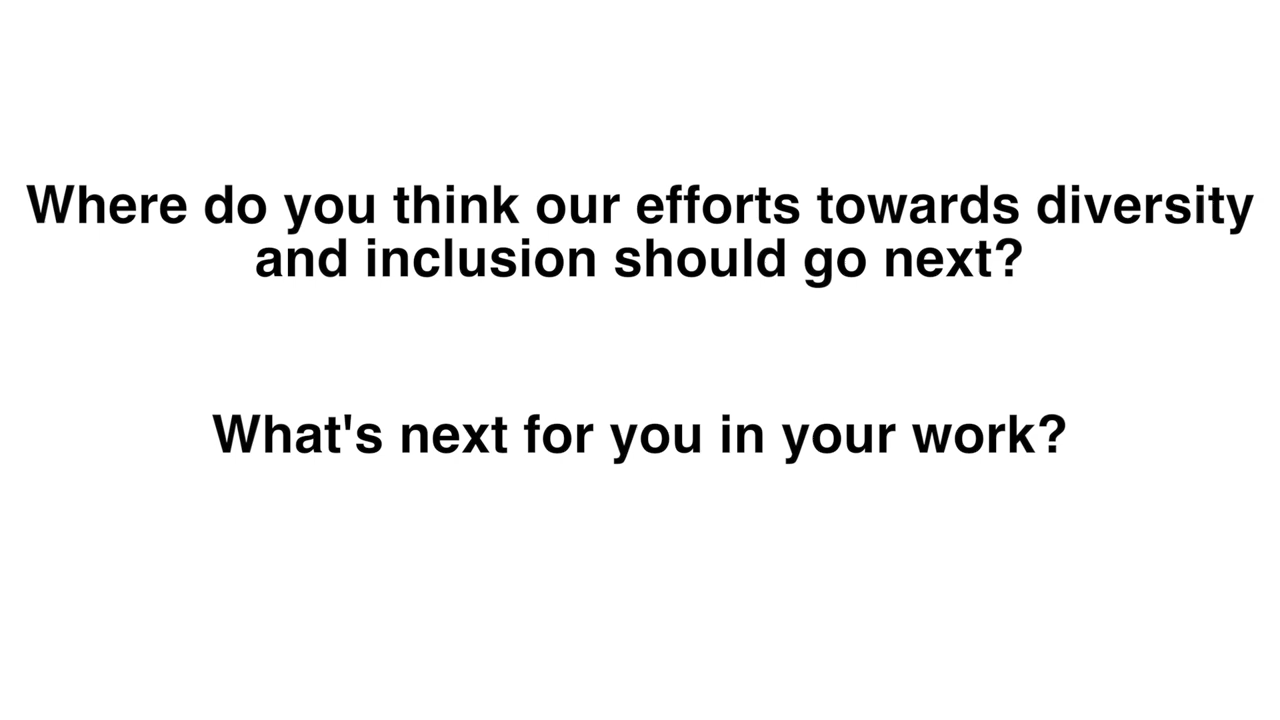 Where do you think our efforts towards diversity
and inclusion should go next?
What's next for you in your work?